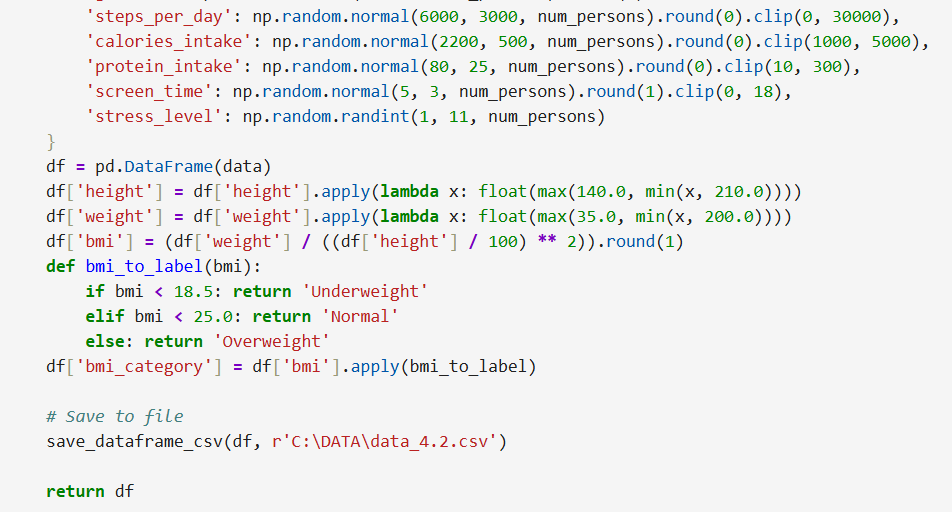 'steps_per_day': np.random.normal(6000, 3000, num_persons).round(0).clip(0, 30000),
'calories_intake': np.random.normal(2200, 500, num_persons).round(0).clip(1000, 5000),
'protein_intake': np.random.normal(80, 25, num_persons).round(0).clip(10, 300),
'screen_time': np.random.normal(5, 3, num_persons).round(1).clip(0, 18),
'stress_level': np.random.randint(1, 11, num_persons)
}
df = pd.DataFrame(data)
df['height'] = df['height'].apply(lambda x: float(max(140.0, min(x, 210.0))))
df['weight'] = df['weight'].apply(lambda x: float(max(35.0, min(x, 200.0))))
df['bmi'] = (df['weight'] / ((df['height'] / 100) ** 2)).round(1)
def bmi_to_label(bmi):
if bmi < 18.5: return 'Underweight'
elif bmi < 25.0: return 'Normal'
else: return 'Overweight'
df['bmi_category'] = df['bmi'].apply(bmi_to_label)
# Save to file
save_dataframe_csv(df, r'C:\DATA\data_4.2.csv')
return df